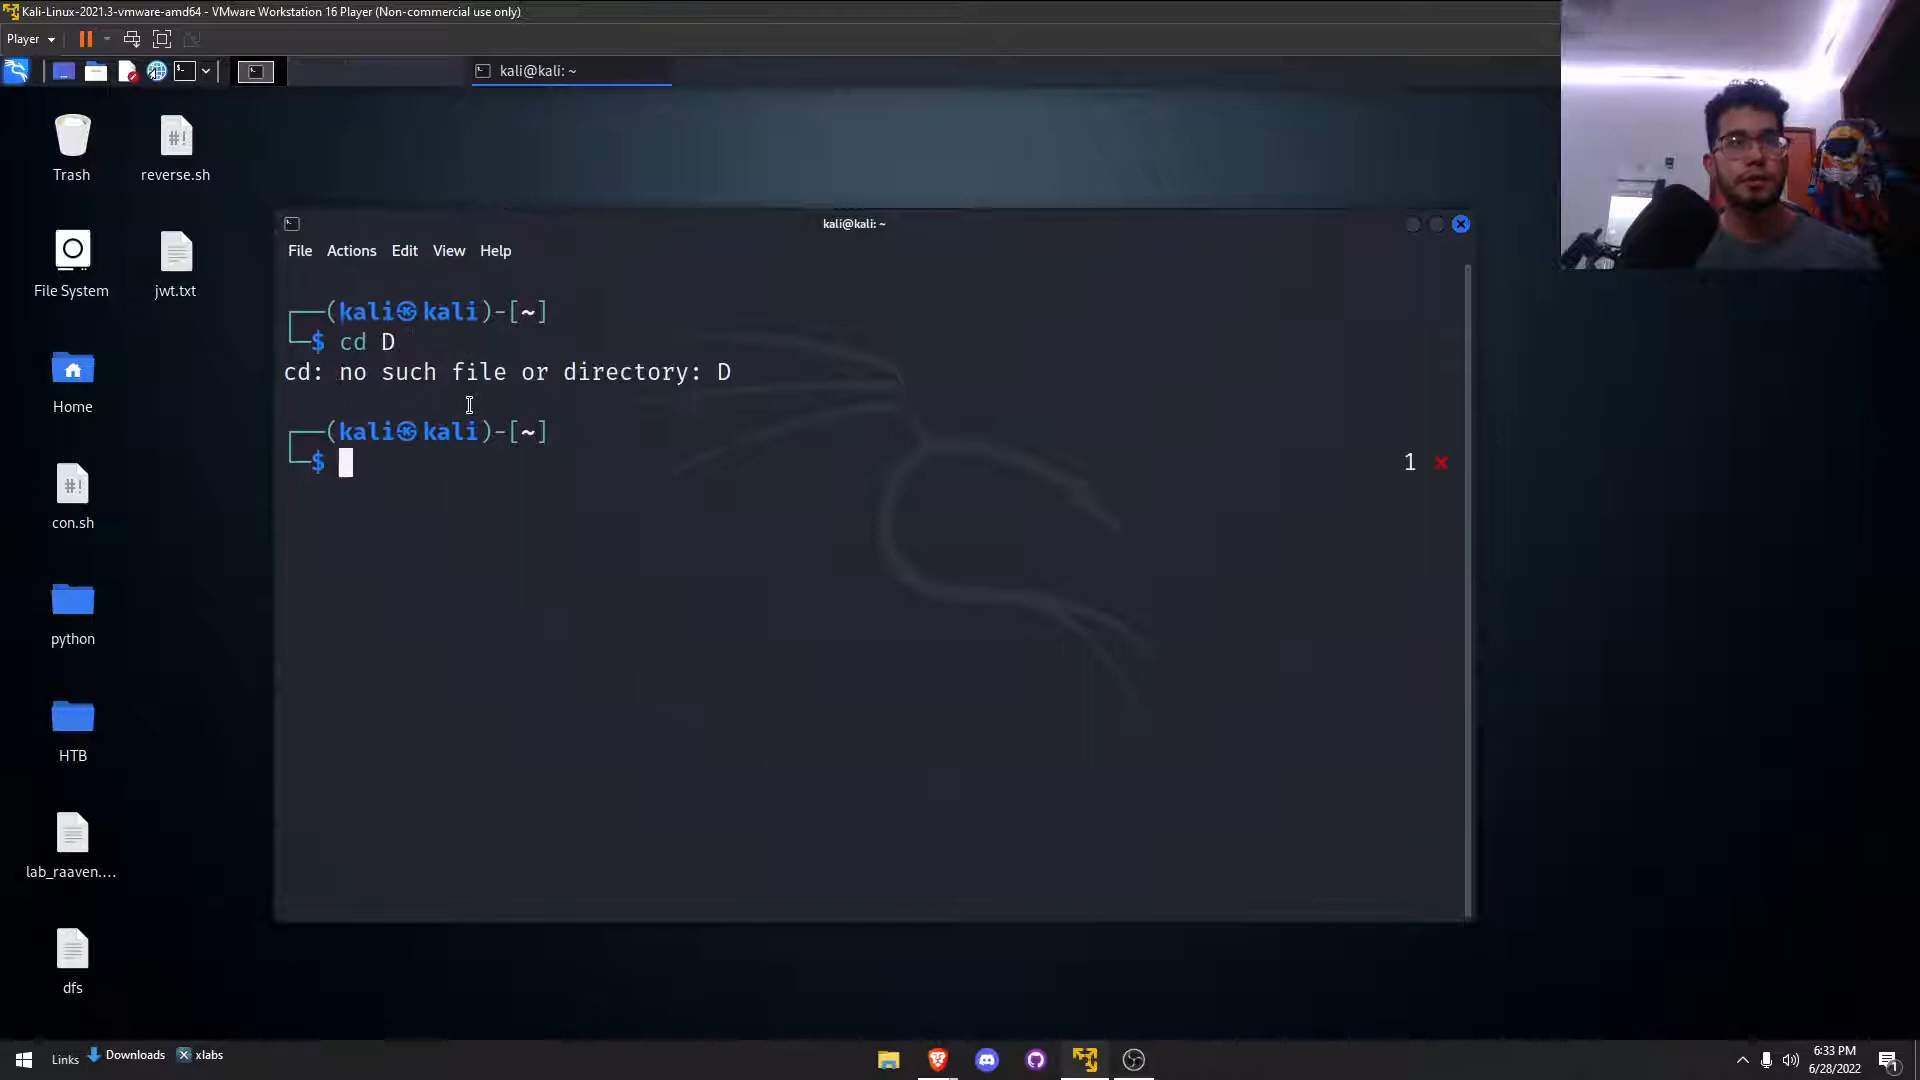 Kali-Linux-2021.3-vmware-amd64 - VMware Workstation 16 Player (Non-commercial use only)
Player
kali@kali: ~
Trash
reverse.sh
File System
jwt.txt
Home
con.sh
python
HTB
lab_raaven....
dfs
kali@kali: ~
File Actions Edit View Help
┌──(kali㉿kali)-[~]
└─$ cd D
cd: no such file or directory: D
┌──(kali㉿kali)-[~]
└─$ 1 ×
Links Downloads xlabs
6:33 PM
6/28/2022
1